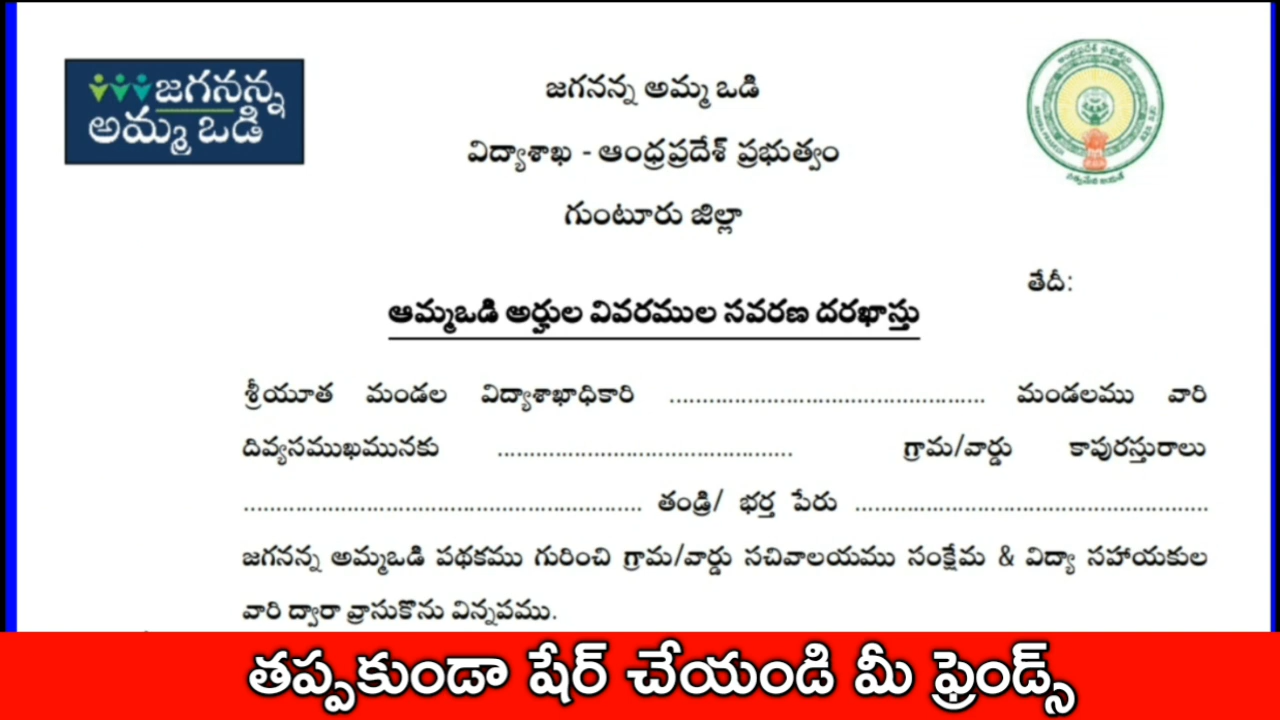 జగనన్న
అమ్మ ఒడి
జగనన్న అమ్మ ఒడి
విద్యాశాఖ - ఆంధ్రప్రదేశ్ ప్రభుత్వం
గుంటూరు జిల్లా
తేదీ:
ఆమ్మఒడి అర్హుల వివరముల సవరణ దరఖాస్తు
శ్రీయూత మండల విద్యాశాఖాధికారి ................................................ మండలము వారి
దివ్యసముఖమునకు ............................................. గ్రామ/వార్డు కాపురస్తురాలు
............................................................. తండ్రి/ భర్త పేరు ......................................................
జగనన్న అమ్మఒడి పథకము గురించి గ్రామ/వార్డు సచివాలయము సంక్షేమ & విద్యా సహాయకుల
వారి ద్వారా వ్రాసుకొను విన్నపము.
తప్పకుండా షేర్ చేయండి మీ ఫ్రెండ్స్